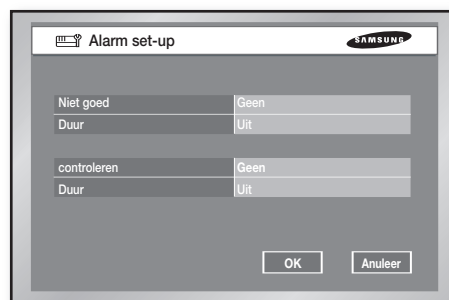 Alarm set-up
SAMSUNG
Niet goed Geen
Duur Uit
controleren Geen
Duur Uit
OK Anuleer